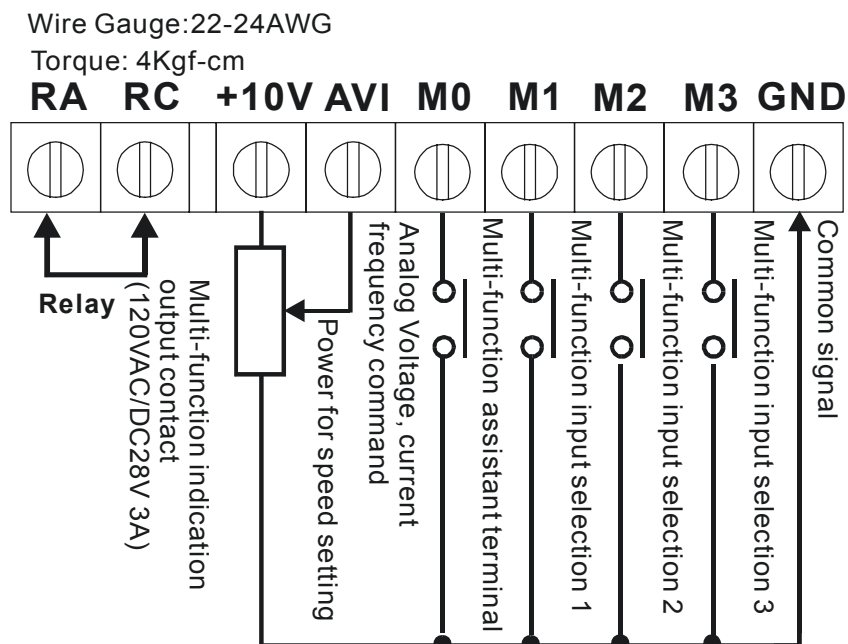 Wire Gauge:22-24AWG
Torque: 4Kgf-cm
RA RC +10V AVI M0 M1 M2 M3 GND
Relay
Multi-function indication
output contact
(120VAC/DC28V 3A)
Power for speed setting
Analog Voltage, current
frequency command
Multi-function assistant terminal
Multi-function input selection 1
Multi-function input selection 2
Multi-function input selection 3
Common signal